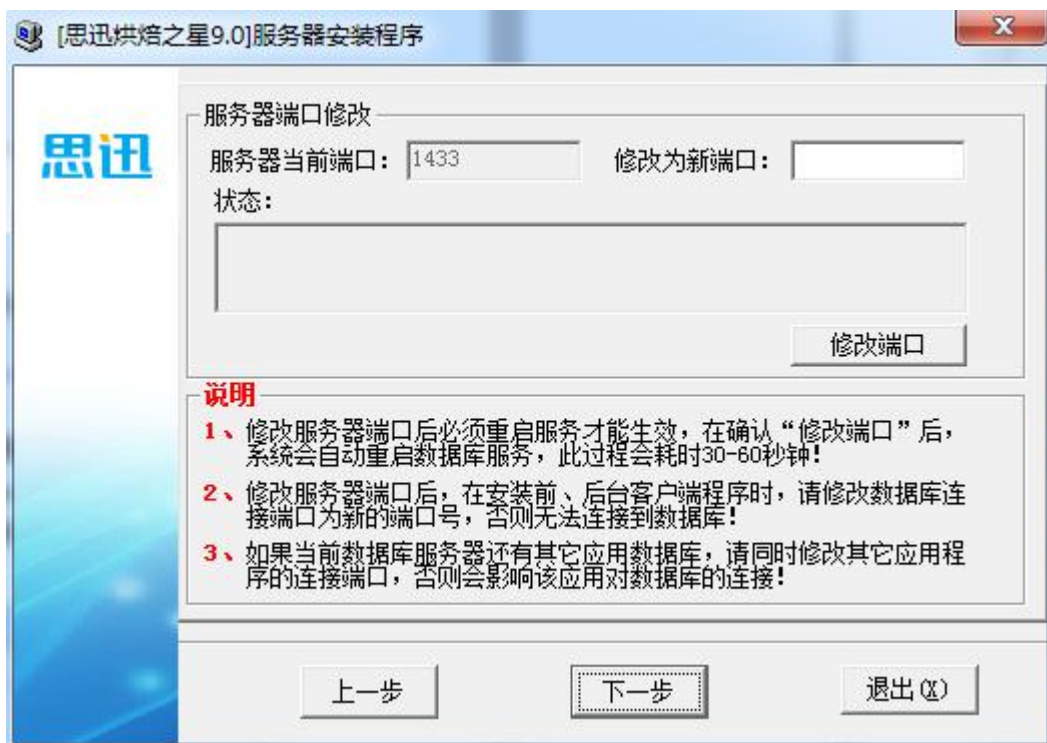 [思迅烘焙之星9.0]服务器安装程序
思迅
服务器端口修改
服务器当前端口: 1433 修改为新端口:
状态:
修改端口
说明
1、修改服务器端口后必须重启服务才能生效,在确认“修改端口”后,
系统会自动重启数据库服务,此过程会耗时30-60秒钟!
2、修改服务器端口后,在安装前、后台客户端程序时,请修改数据库连
接端口为新的端口号,否则无法连接到数据库!
3、如果当前数据库服务器还有其它应用数据库,请同时修改其它应用程
序的连接端口,否则会影响该应用对数据库的连接!
上一步 下一步 退出(X)